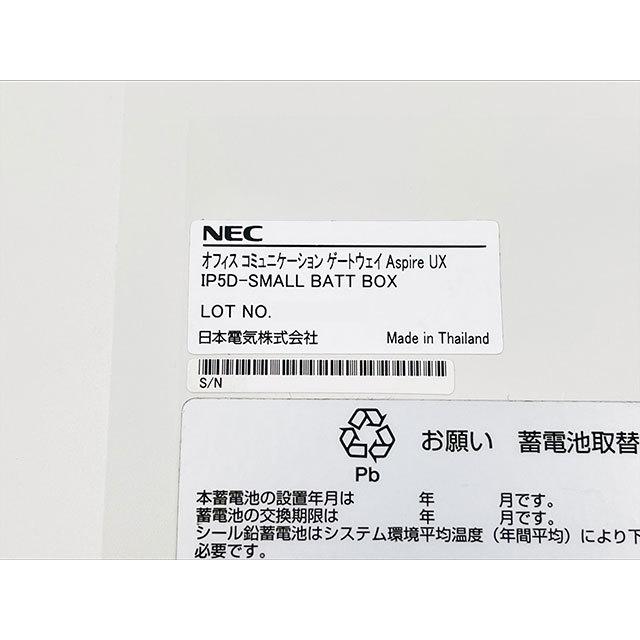 NEC
オフィス コミュニケーション ゲートウェイ Aspire UX
IP5D-SMALL BATT BOX
LOT NO.
日本電気株式会社 Made in Thailand
S/N
お願い 蓄電池取替
Pb
本蓄電池の設置年月は 年 月です。
蓄電池の交換期限は 年 月です。
シール鉛蓄電池はシステム環境平均温度(年間平均)により下
必要です。